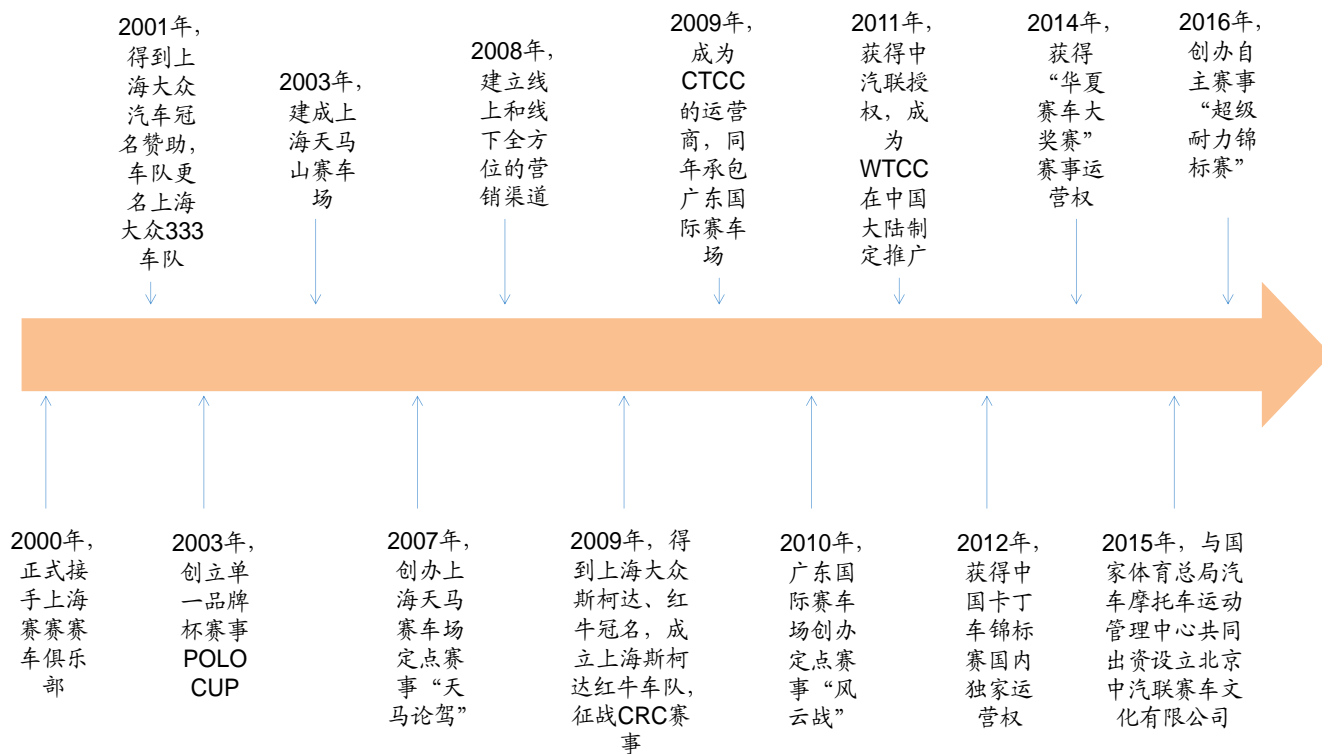 2001年，
得到上
海大众
汽车冠
名赞助，
车队更
名上海
大众333
车队
2003年，
建成上
海天马
山赛车
场
2008年，
建立线
上和线
下全方
位的营
销渠道
2009年，
成为
CTCC
的运营
商，同
年承包
广东国
际赛车
场
2011年，
获得中
汽联授
权，成
为
WTCC
在中国
大陆制
定推广
2014年，
获得
“华夏
赛车大
奖赛”
赛事运
营权
2016年，
创办自
主赛事
“超级
耐力锦
标赛”
2000年，
正式接
手上海
赛赛赛
车俱乐
部
2003年，
创立单
一品牌
杯赛事
POLO
CUP
2007年，
创办上
海天马
赛车场
定点赛
事“天
马论驾”
2009年，得
到上海大众
斯柯达、红
牛冠名，成
立上海斯柯
达红牛车队，
征战CRC赛
事
2010年，
广东国
际赛车
场创办
定点赛
事“风
云战”
2012年，
获得中
国卡丁
车锦标
赛国内
独家运
营权
2015年，与国
家体育总局汽
车摩托车运动
管理中心共同
出资设立北京
中汽联赛车文
化有限公司